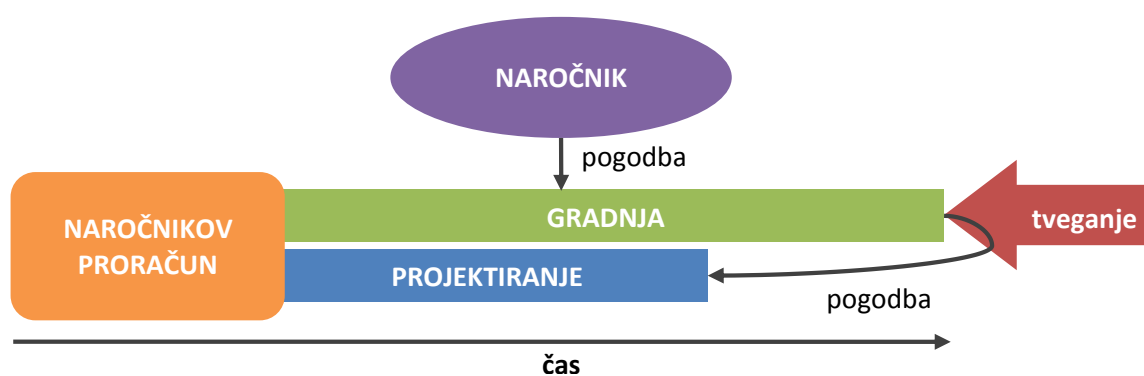 NAROČNIK
pogodba
NAROČNIKOV
PRORAČUN
GRADNJA
tveganje
PROJEKTIRANJE
pogodba
čas